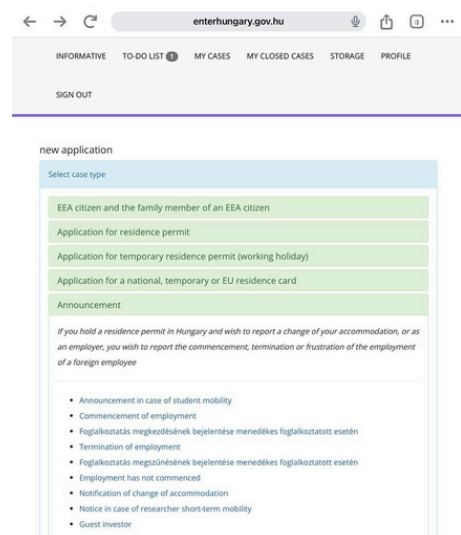 enterhungary.gov.hu
INFORMATIVE TO-DO LIST 1 MY CASES MY CLOSED CASES STORAGE PROFILE
SIGN OUT
new application
Select case type
EEA citizen and the family member of an EEA citizen
Application for residence permit
Application for temporary residence permit (working holiday)
Application for a national, temporary or EU residence card
Announcement
If you hold a residence permit in Hungary and wish to report a change of your accommodation, or as
an employer, you wish to report the commencement, termination or frustration of the employment
of a foreign employee
Announcement in case of student mobility
Commencement of employment
Foglalkoztatás megkezdésének bejelentése menedékes foglalkoztatott esetén
Termination of employment
Foglalkoztatás megszűnésének bejelentése menedékes foglalkoztatott esetén
Employment has not commenced
Notification of change of accommodation
Notice in case of researcher short-term mobility
Guest investor